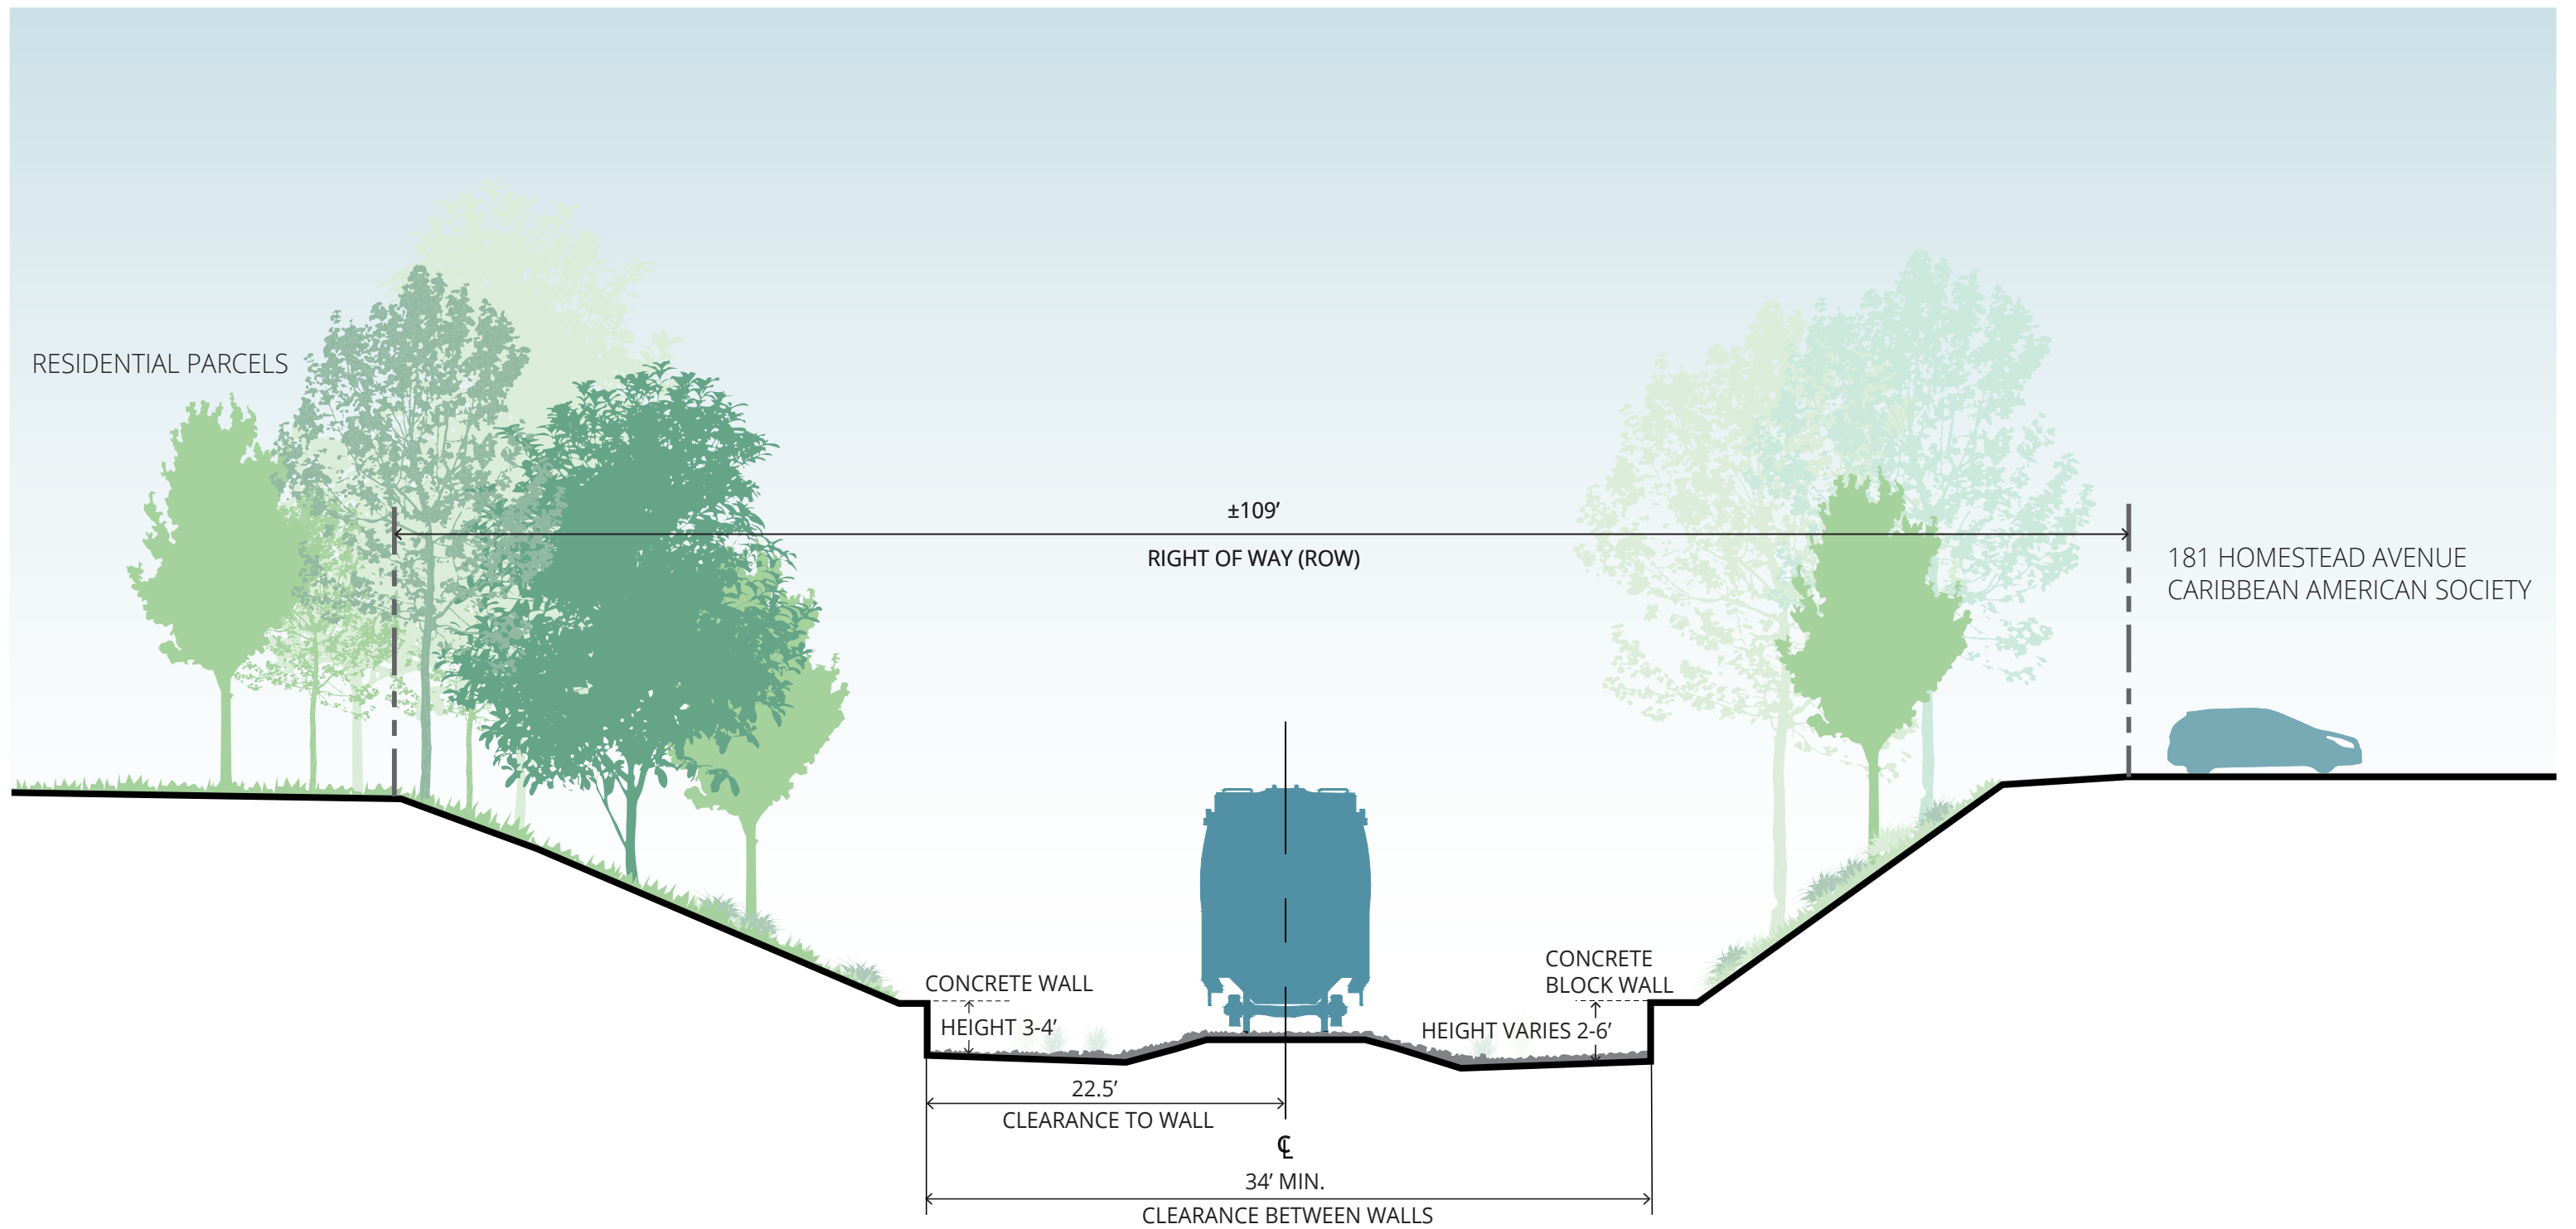 RESIDENTIAL PARCELS
±109’
RIGHT OF WAY (ROW)
181 HOMESTEAD AVENUE
CARIBBEAN AMERICAN SOCIETY
CONCRETE WALL
HEIGHT 3-4’
CONCRETE
BLOCK WALL
HEIGHT VARIES 2-6’
22.5’
CLEARANCE TO WALL
℄
34’ MIN.
CLEARANCE BETWEEN WALLS